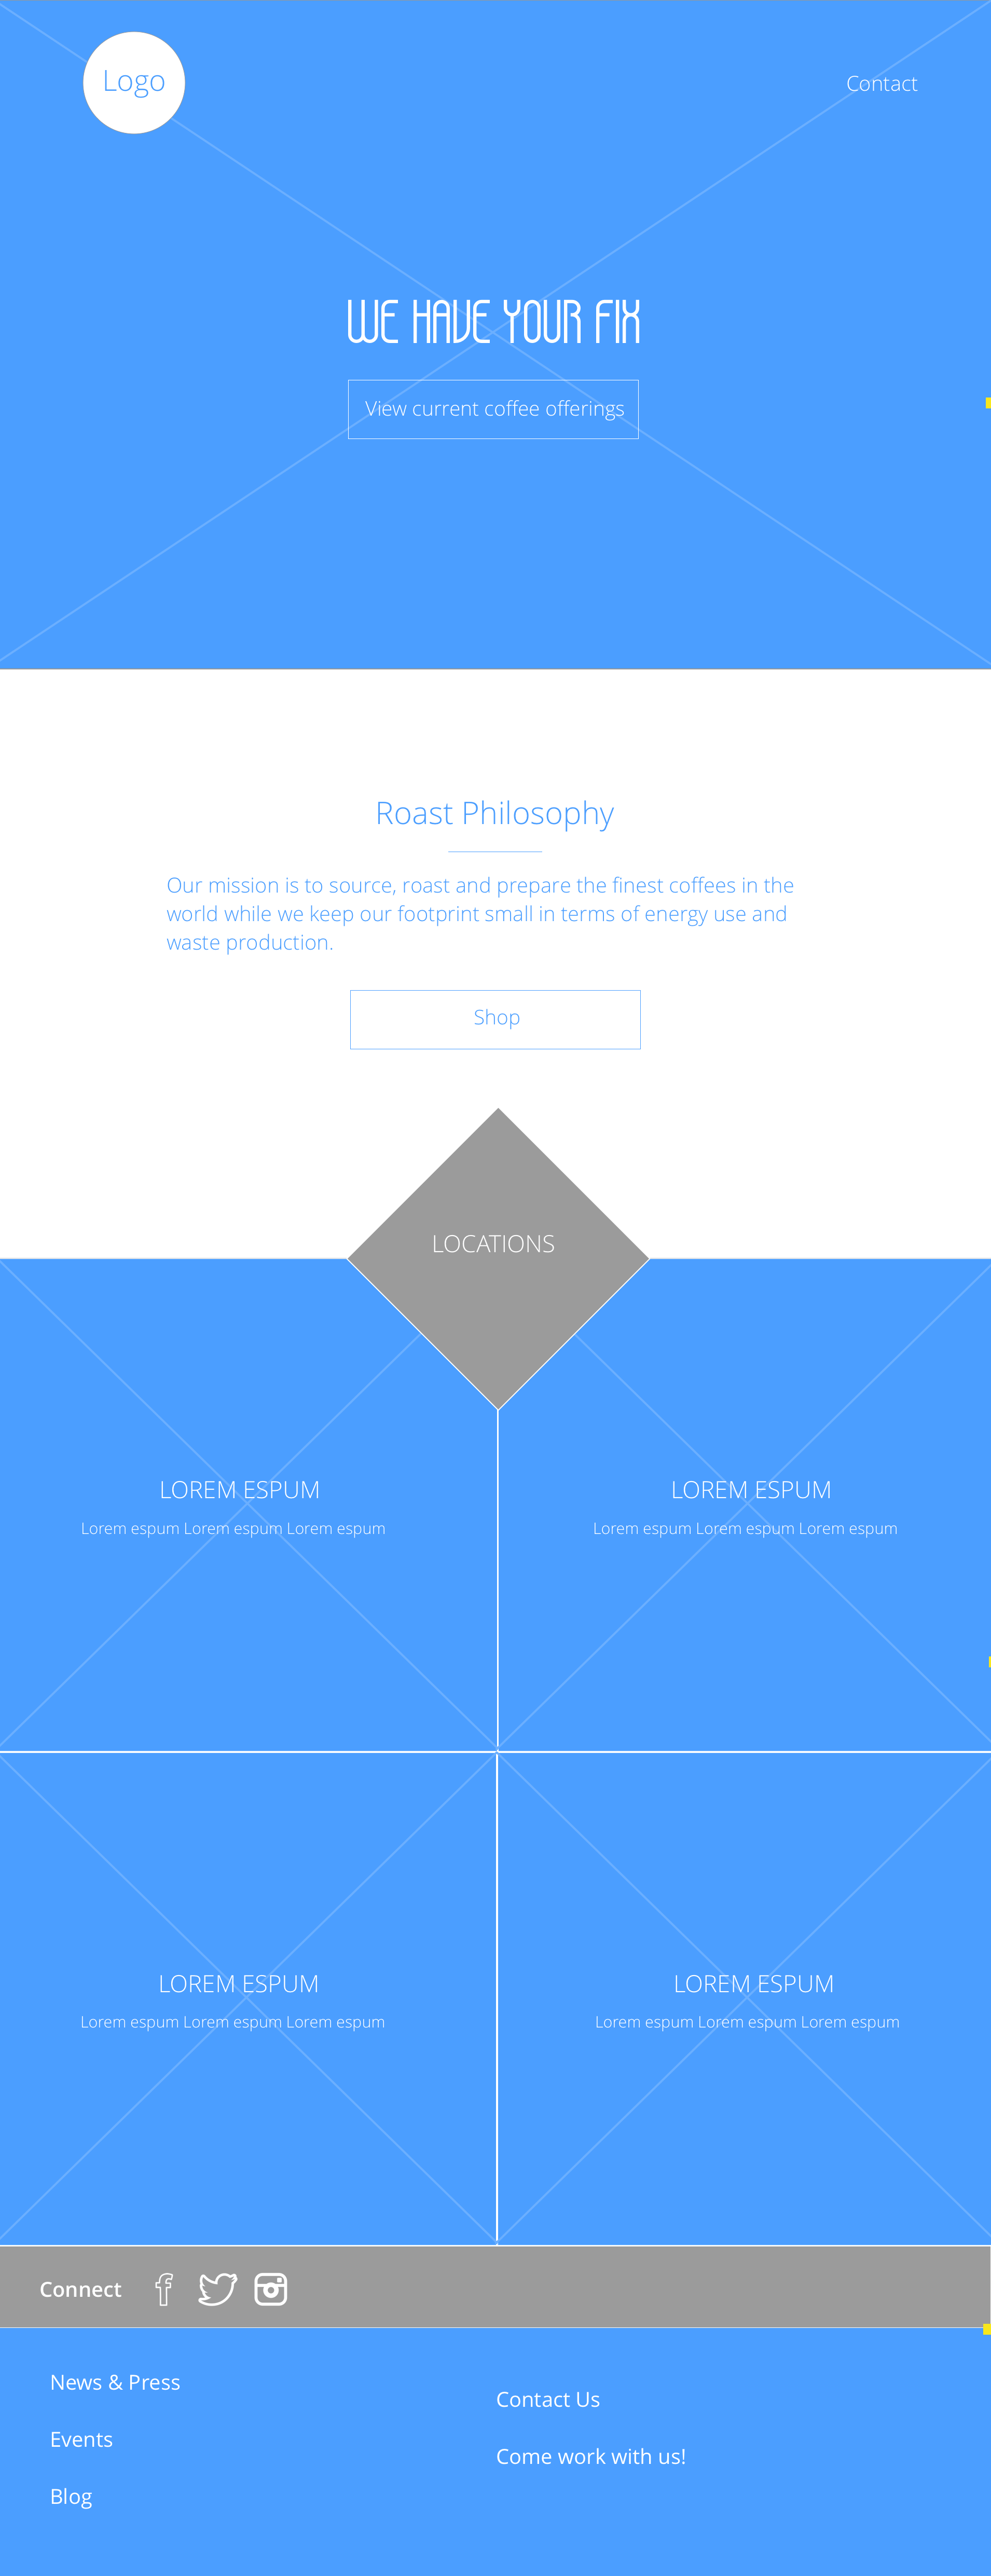 Logo
Contact
WE HAVE YOUR FIX
View current coffee offerings
Roast Philosophy
Our mission is to source, roast and prepare the finest coffees in the
world while we keep our footprint small in terms of energy use and
waste production.
Shop
LOCATIONS
LOREM ESPUM
Lorem espum Lorem espum Lorem espum
LOREM ESPUM
Lorem espum Lorem espum Lorem espum
LOREM ESPUM
Lorem espum Lorem espum Lorem espum
LOREM ESPUM
Lorem espum Lorem espum Lorem espum
Connect
News & Press
Events
Blog
Contact Us
Come work with us!